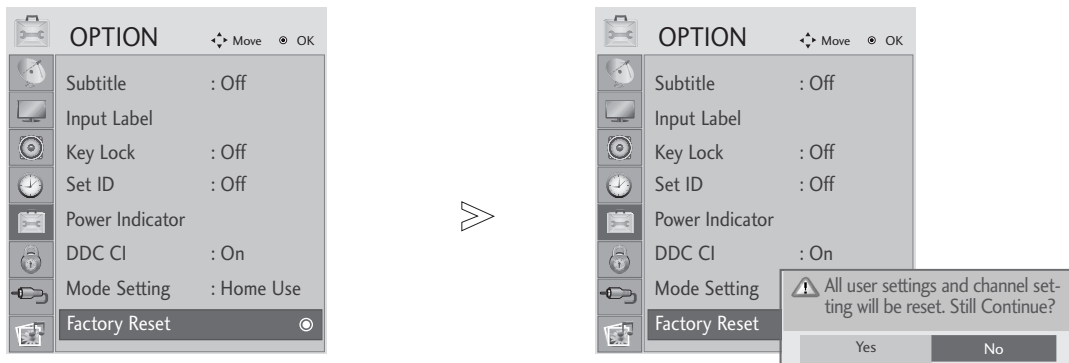 OPTION Move OK
Subtitle : Off
Input Label
Key Lock : Off
Set ID : Off
Power Indicator
DDC CI : On
Mode Setting : Home Use
Factory Reset
OPTION Move OK
Subtitle : Off
Input Label
Key Lock : Off
Set ID : Off
Power Indicator
DDC CI : On
Mode Setting
Factory Reset
All user settings and channel set-
ting will be reset. Still Continue?
Yes No